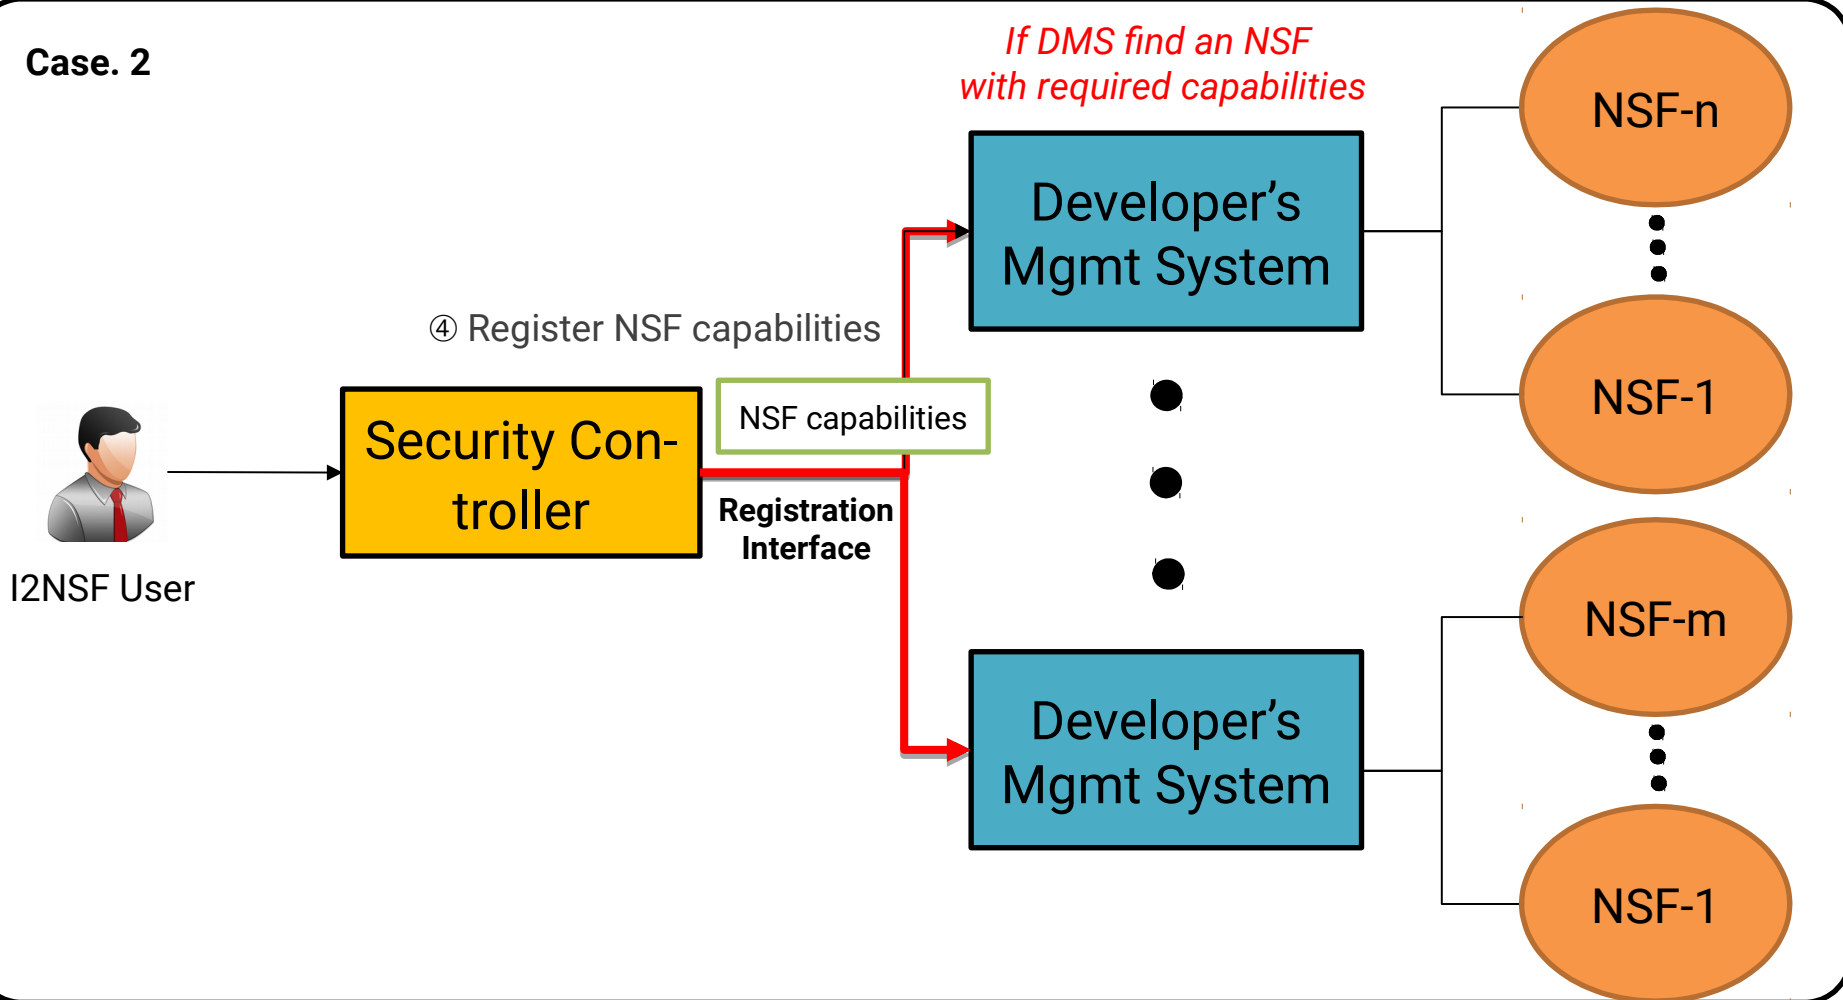 Case. 2
If DMS find an NSF
with required capabilities
NSF-n
Developer’s
Mgmt System
④ Register NSF capabilities
NSF capabilities
NSF-1
Security Con-
troller
Registration
Interface
I2NSF User
NSF-m
Developer’s
Mgmt System
NSF-1